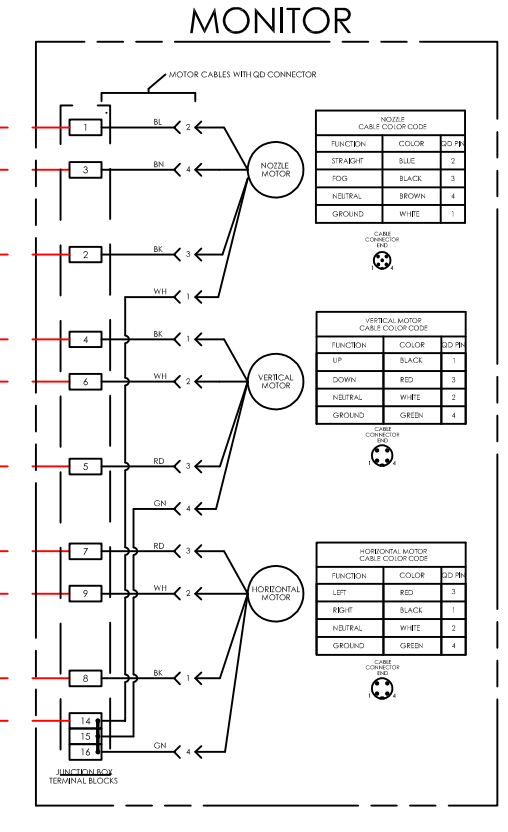 MONITOR
MOTOR CABLES WITH QD CONNECTOR
1 BL 2
3 BN 4
NOZZLE
MOTOR
2 BK 3
WH 1
4 BK 1
6 WH 2
VERTICAL
MOTOR
5 RD 3
GN 4
7 RD 3
9 WH 2
HORIZONTAL
MOTOR
8 BK 1
14
15
16 GN 4
JUNCTION BOX
TERMINAL BLOCKS
NOZZLE
CABLE COLOR CODE
FUNCTION COLOR QD PIN
STRAIGHT BLUE 2
FOG BLACK 3
NEUTRAL BROWN 4
GROUND WHITE 1
CABLE
CONNECTOR
END
1 4
VERTICAL MOTOR
CABLE COLOR CODE
FUNCTION COLOR QD PIN
UP BLACK 1
DOWN RED 3
NEUTRAL WHITE 2
GROUND GREEN 4
CABLE
CONNECTOR
END
1 4
HORIZONTAL MOTOR
CABLE COLOR CODE
FUNCTION COLOR QD PIN
LEFT RED 3
RIGHT BLACK 1
NEUTRAL WHITE 2
GROUND GREEN 4
CABLE
CONNECTOR
END
1 4